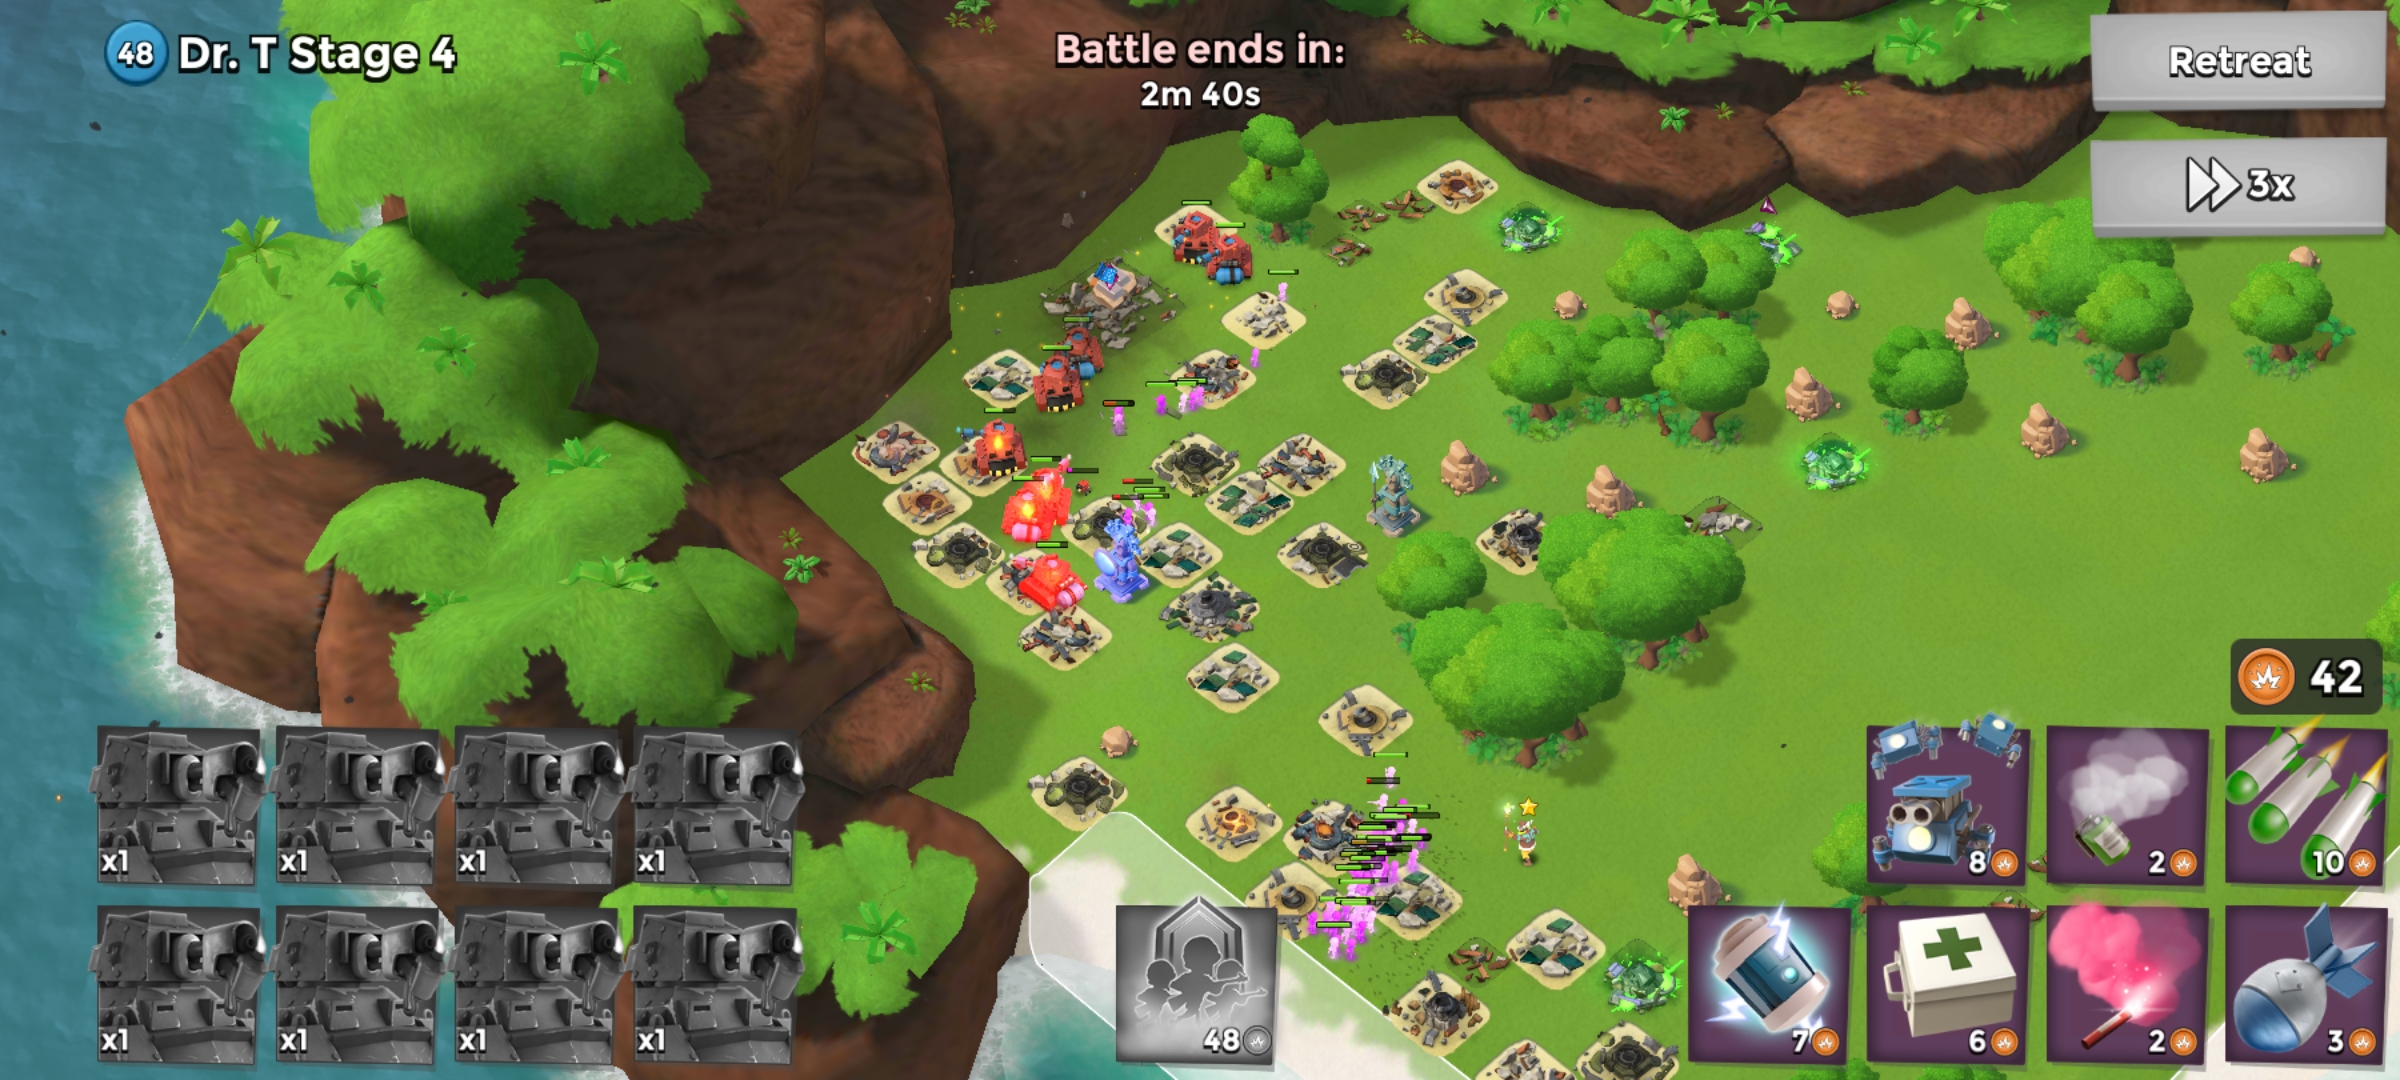 48 Dr. T Stage 4
Battle ends in:
2m 40s
Retreat
3x
42
8
2
10
x1
x1
x1
x1
x1
x1
x1
x1
48
7
6
2
3